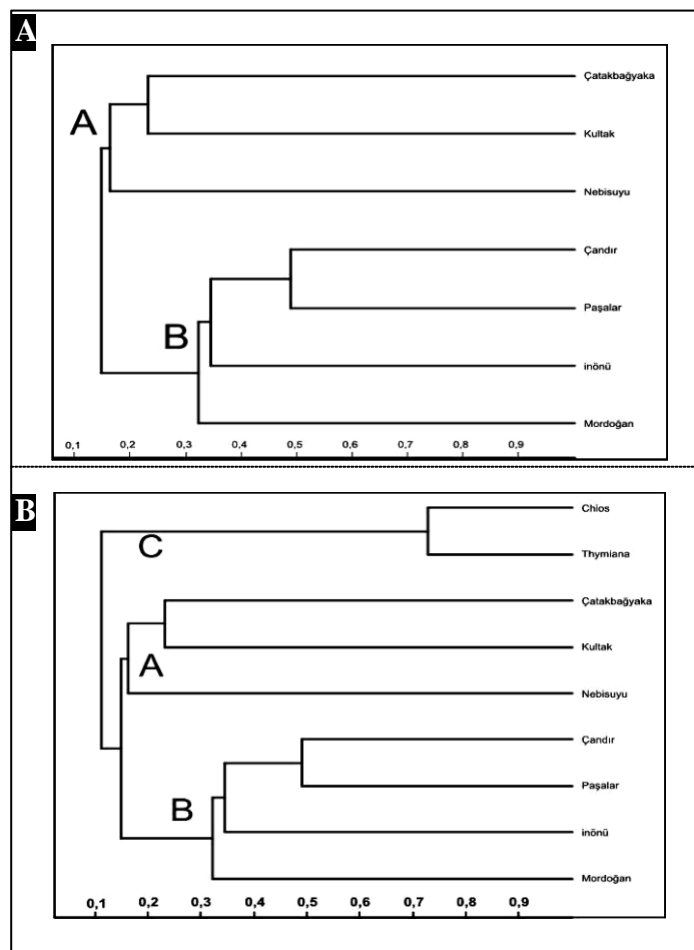 A
Çatakbağyaka
A
Kultak
Nebisuyu
Çandır
B
Paşalar
inönü
Mordoğan
0,1 0,2 0,3 0,4 0,5 0,6 0,7 0,8 0,9
B
Chios
C
Thymiana
Çatakbağyaka
Kultak
A
Nebisuyu
Çandır
Paşalar
B
inönü
Mordoğan
0,1 0,2 0,3 0,4 0,5 0,6 0,7 0,8 0,9